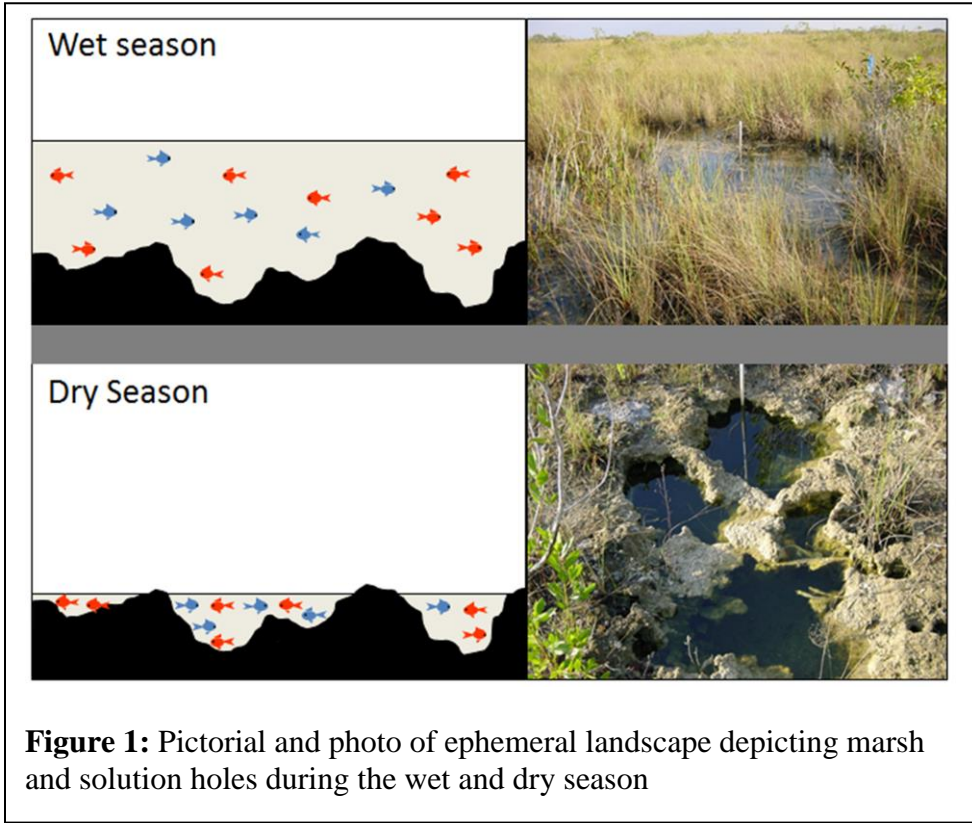 Wet season
Dry Season
Figure 1: Pictorial and photo of ephemeral landscape depicting marsh
and solution holes during the wet and dry season